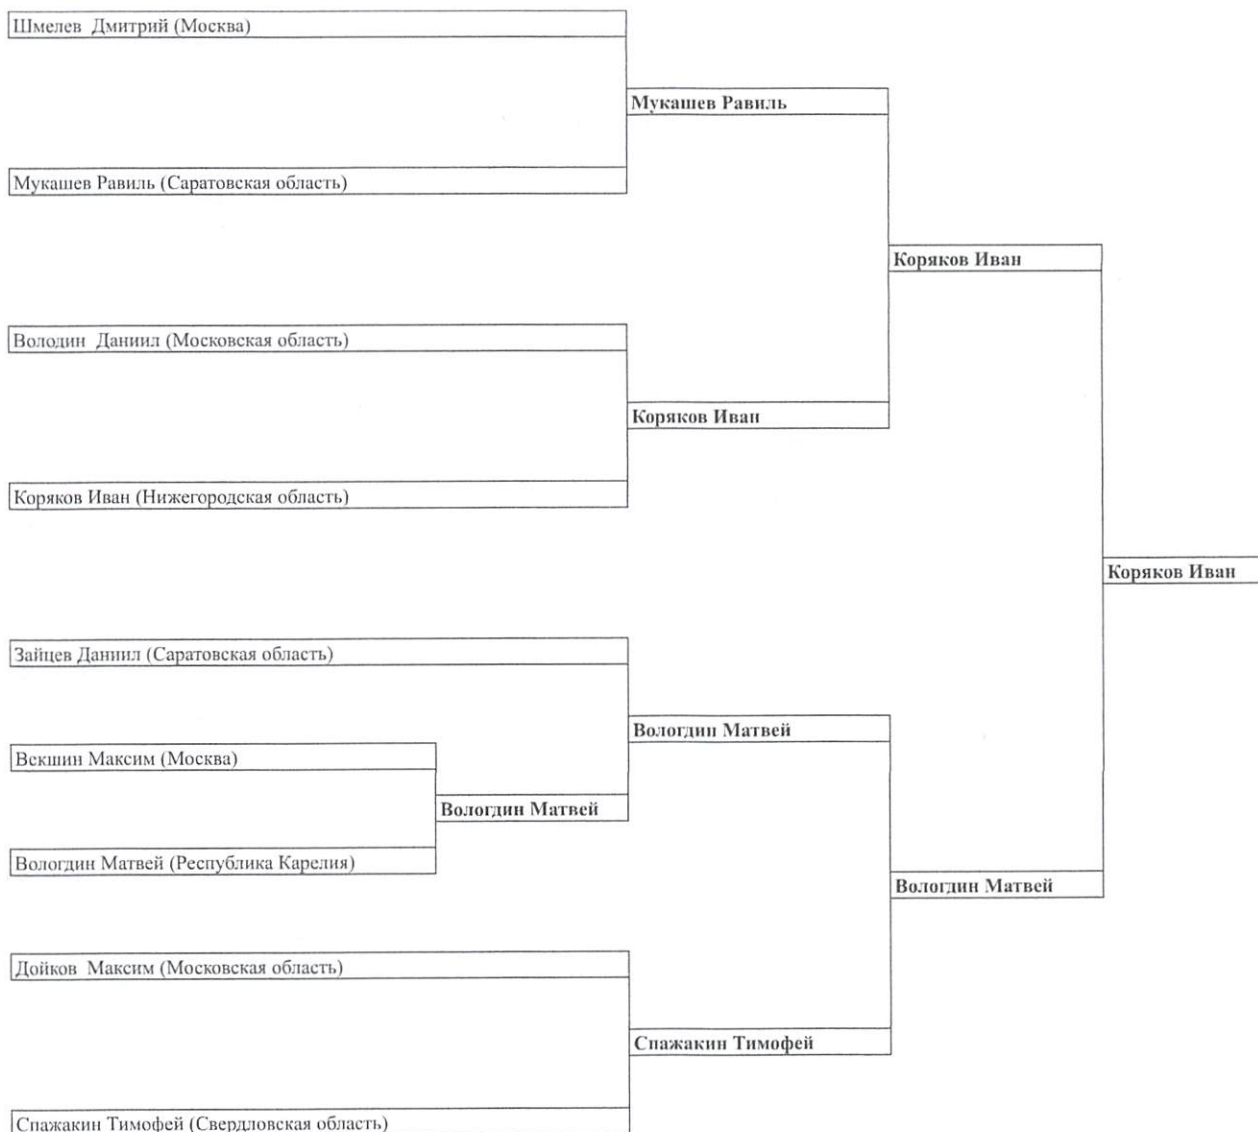 Шмелев  Дмитрий (Москва)
Мукашев Равиль
Мукашев Равиль (Саратовская область)
Коряков Иван
Володин  Даниил (Московская область)
Коряков Иван
Коряков Иван (Нижегородская область)
Коряков Иван
Зайцев Даниил (Саратовская область)
Вологдин Матвей
Векшин Максим (Москва)
Вологдин Матвей
Вологдин Матвей (Республика Карелия)
Вологдин Матвей
Дойков  Максим (Московская область)
Спажакин Тимофей
Спажакин Тимофей (Свердловская область)